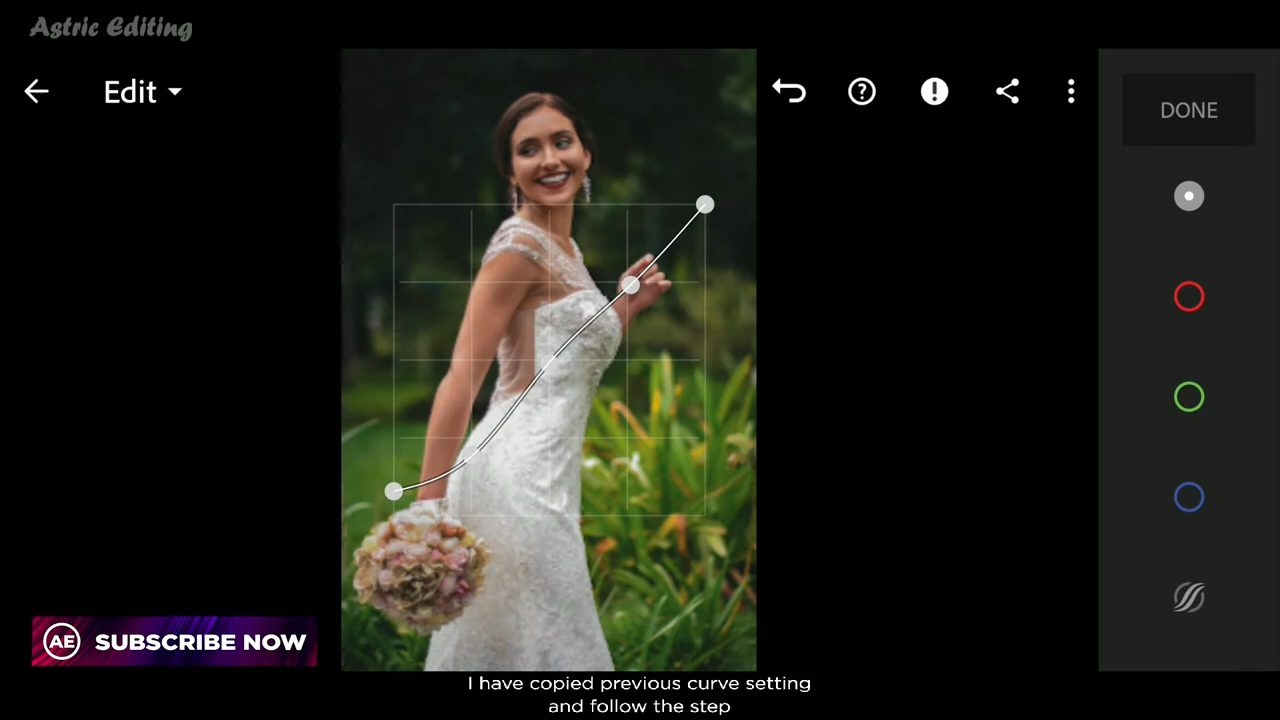 Astric Editing
Edit
DONE
AE SUBSCRIBE NOW
I have copied previous curve setting
and follow the step